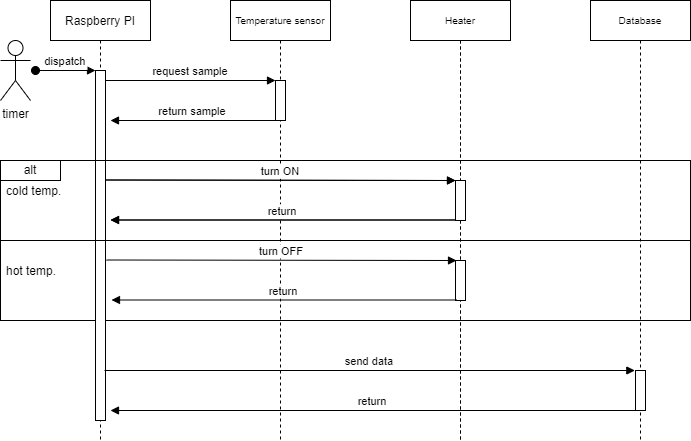 Raspberry PI
Temperature sensor
Heater
Database
dispatch
timer
request sample
return sample
alt
cold temp.
turn ON
return
hot temp.
turn OFF
return
send data
return